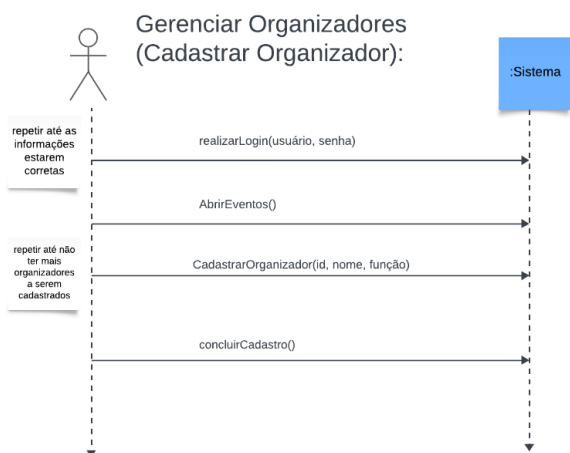 Gerenciar Organizadores
(Cadastrar Organizador):
:Sistema
repetir até as
informações
estarem
corretas
realizarLogin(usuário, senha)
AbrirEventos()
repetir até não
ter mais
organizadores
a serem
cadastrados
CadastrarOrganizador(id, nome, função)
concluirCadastro()